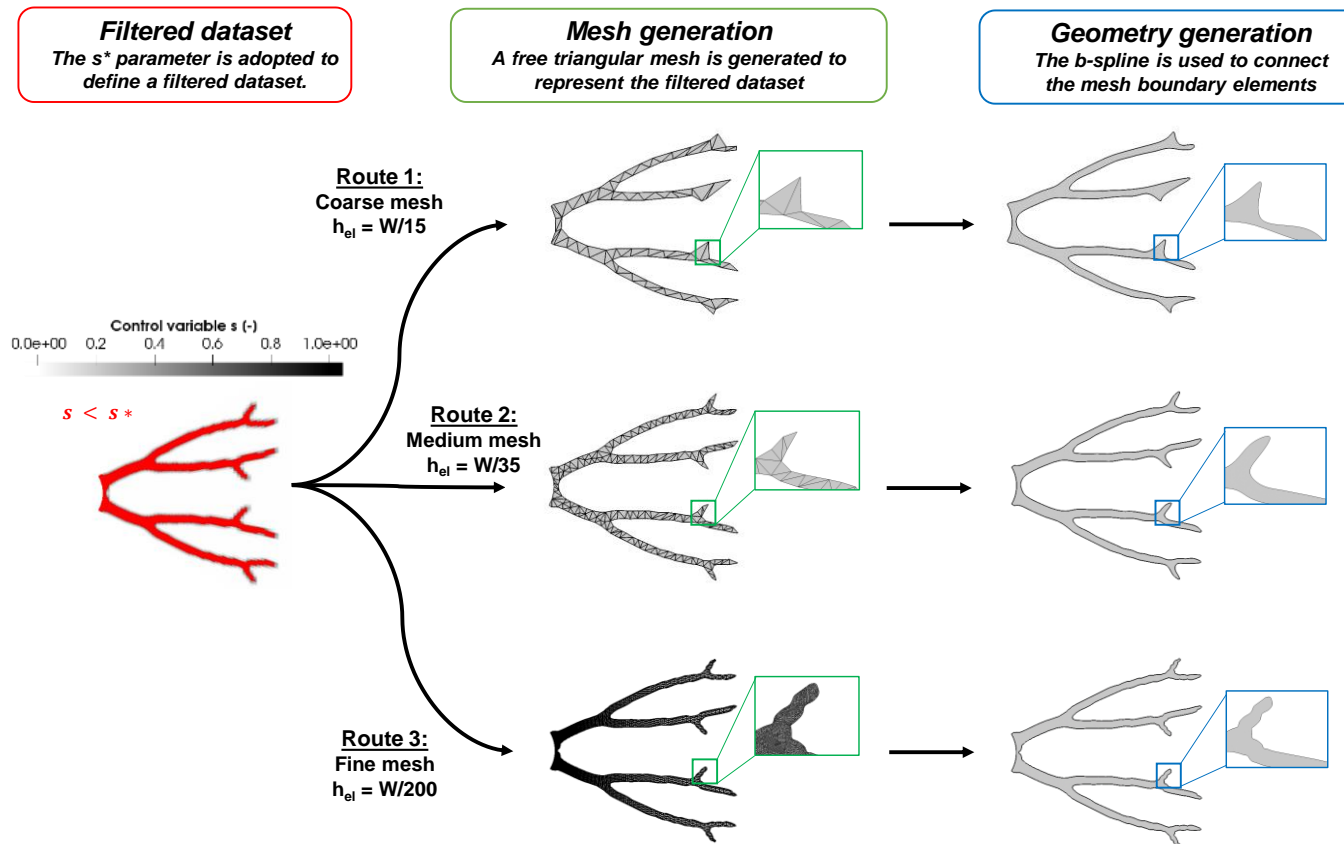 Filtered dataset
The s* parameter is adopted to
define a filtered dataset.
Mesh generation
A free triangular mesh is generated to
represent the filtered dataset
Geometry generation
The b-spline is used to connect
the mesh boundary elements
Route 1:
Coarse mesh
h_el = W/15
Control variable s (-)
0.0e+00 0.2 0.4 0.6 0.8 1.0e+00
s < s*
Route 2:
Medium mesh
h_el = W/35
Route 3:
Fine mesh
h_el = W/200